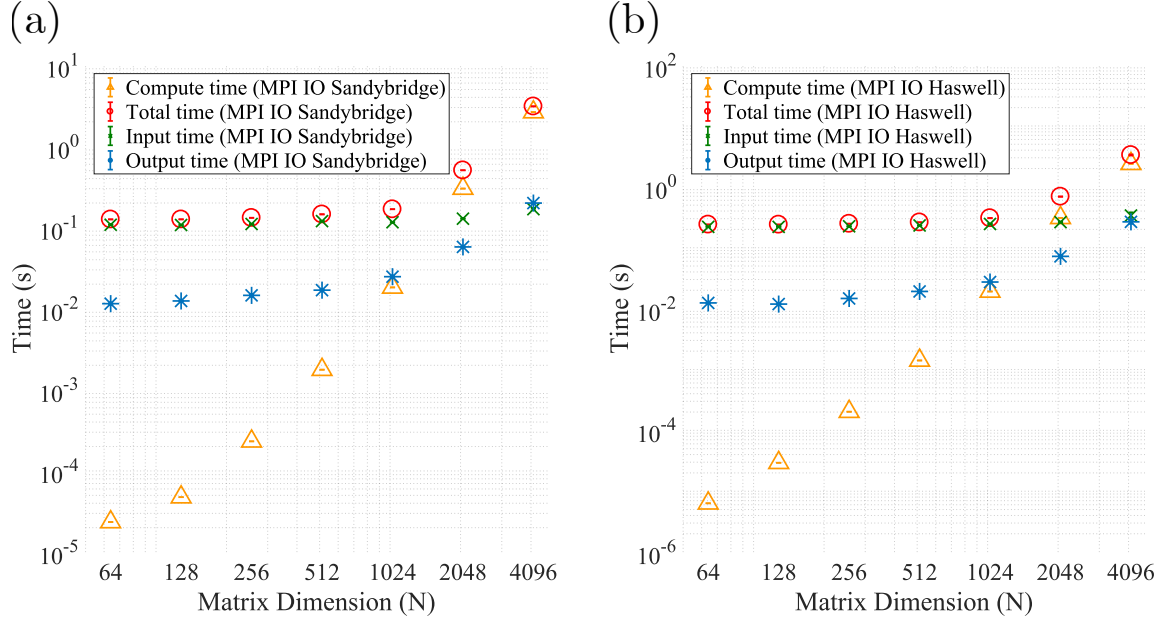 (a)
10^1
10^0
10^-1
10^-2
10^-3
10^-4
10^-5
Time (s)
Compute time (MPI IO Sandybridge)
Total time (MPI IO Sandybridge)
Input time (MPI IO Sandybridge)
Output time (MPI IO Sandybridge)
64 128 256 512 1024 2048 4096
Matrix Dimension (N)
(b)
10^2
10^0
10^-2
10^-4
10^-6
Time (s)
Compute time (MPI IO Haswell)
Total time (MPI IO Haswell)
Input time (MPI IO Haswell)
Output time (MPI IO Haswell)
64 128 256 512 1024 2048 4096
Matrix Dimension (N)